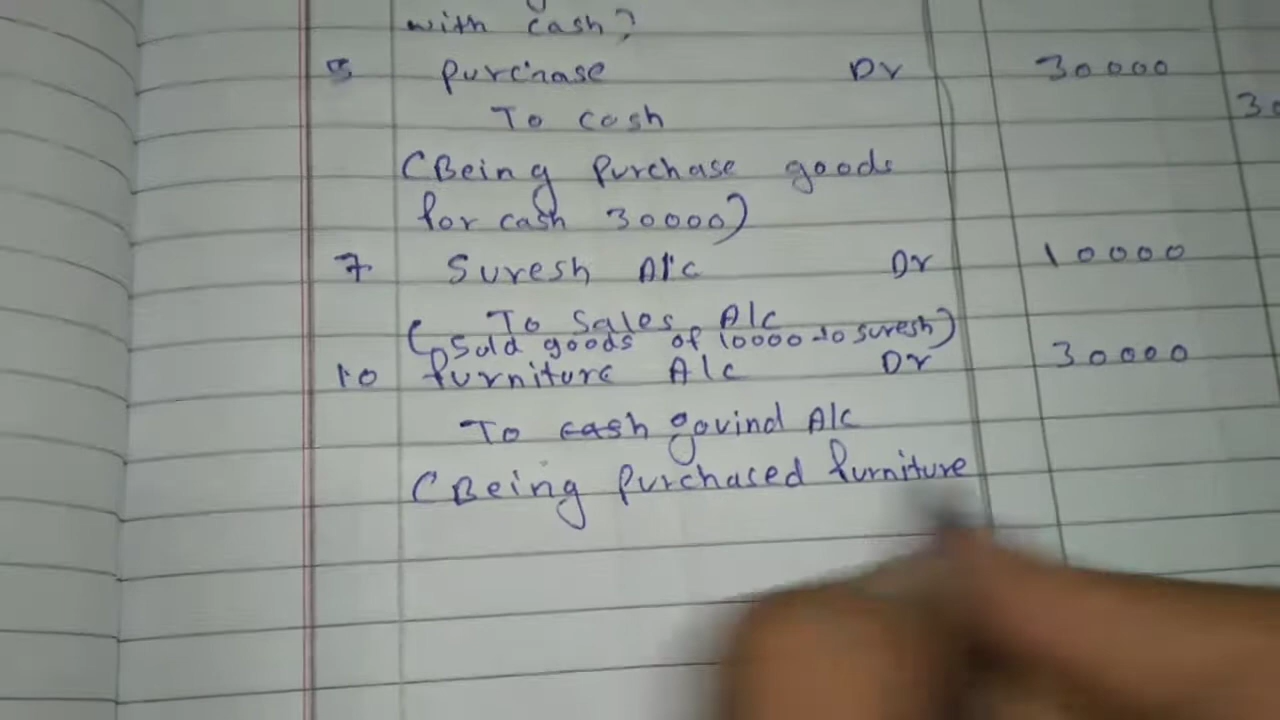 with cash)
5 purchase Dr 30000
To cash 30
(Being purchase goods
for cash 30000)
7 Suresh A/c Dr 10000
To Sales A/c
(Sold goods of 10000 to suresh)
10 furniture A/c Dr 30000
To cash govind A/c
(Being purchased furniture